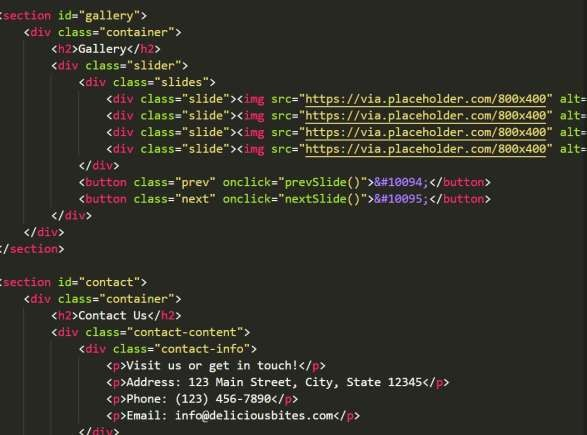 <section id="gallery">
<div class="container">
<h2>Gallery</h2>
<div class="slider">
<div class="slides">
<div class="slide"><img src="https://via.placeholder.com/800x400" alt=
<div class="slide"><img src="https://via.placeholder.com/800x400" alt=
<div class="slide"><img src="https://via.placeholder.com/800x400" alt=
<div class="slide"><img src="https://via.placeholder.com/800x400" alt=
</div>
<button class="prev" onclick="prevSlide()">&#10094;</button>
<button class="next" onclick="nextSlide()">&#10095;</button>
</div>
</div>
</section>
<section id="contact">
<div class="container">
<h2>Contact Us</h2>
<div class="contact-content">
<div class="contact-info">
<p>Visit us or get in touch!</p>
<p>Address: 123 Main Street, City, State 12345</p>
<p>Phone: (123) 456-7890</p>
<p>Email: info@deliciousbites.com</p>
</div>